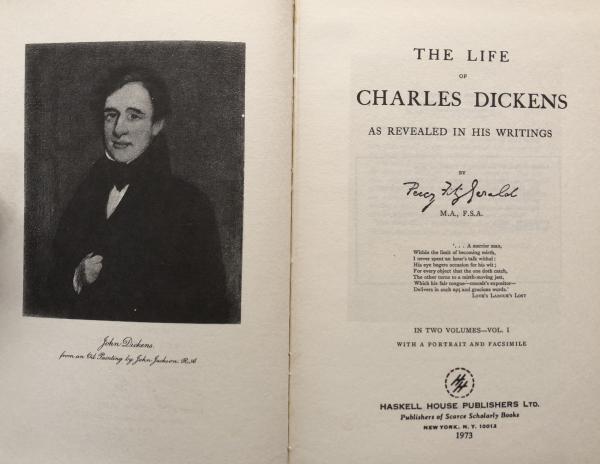 John Dickens.
from an Oil Painting by John Jackson. R.A
THE LIFE
OF
CHARLES DICKENS
AS REVEALED IN HIS WRITINGS
BY
Percy Fitzgerald
M.A., F.S.A.
'. . . A merrier man,
Within the limit of becoming mirth,
I never spent an hour's talk withal:
His eye begets occasion for his wit;
For every object that the one doth catch,
The other turns to a mirth-moving jest,
Which his fair tongue—conceit's expositor—
Delivers in such apt and gracious words.'
LOVE'S LABOUR'S LOST
IN TWO VOLUMES—VOL. I
WITH A PORTRAIT AND FACSIMILE
HH
HASKELL HOUSE PUBLISHERS LTD.
Publishers of Scarce Scholarly Books
NEW YORK, N. Y. 10012
1973